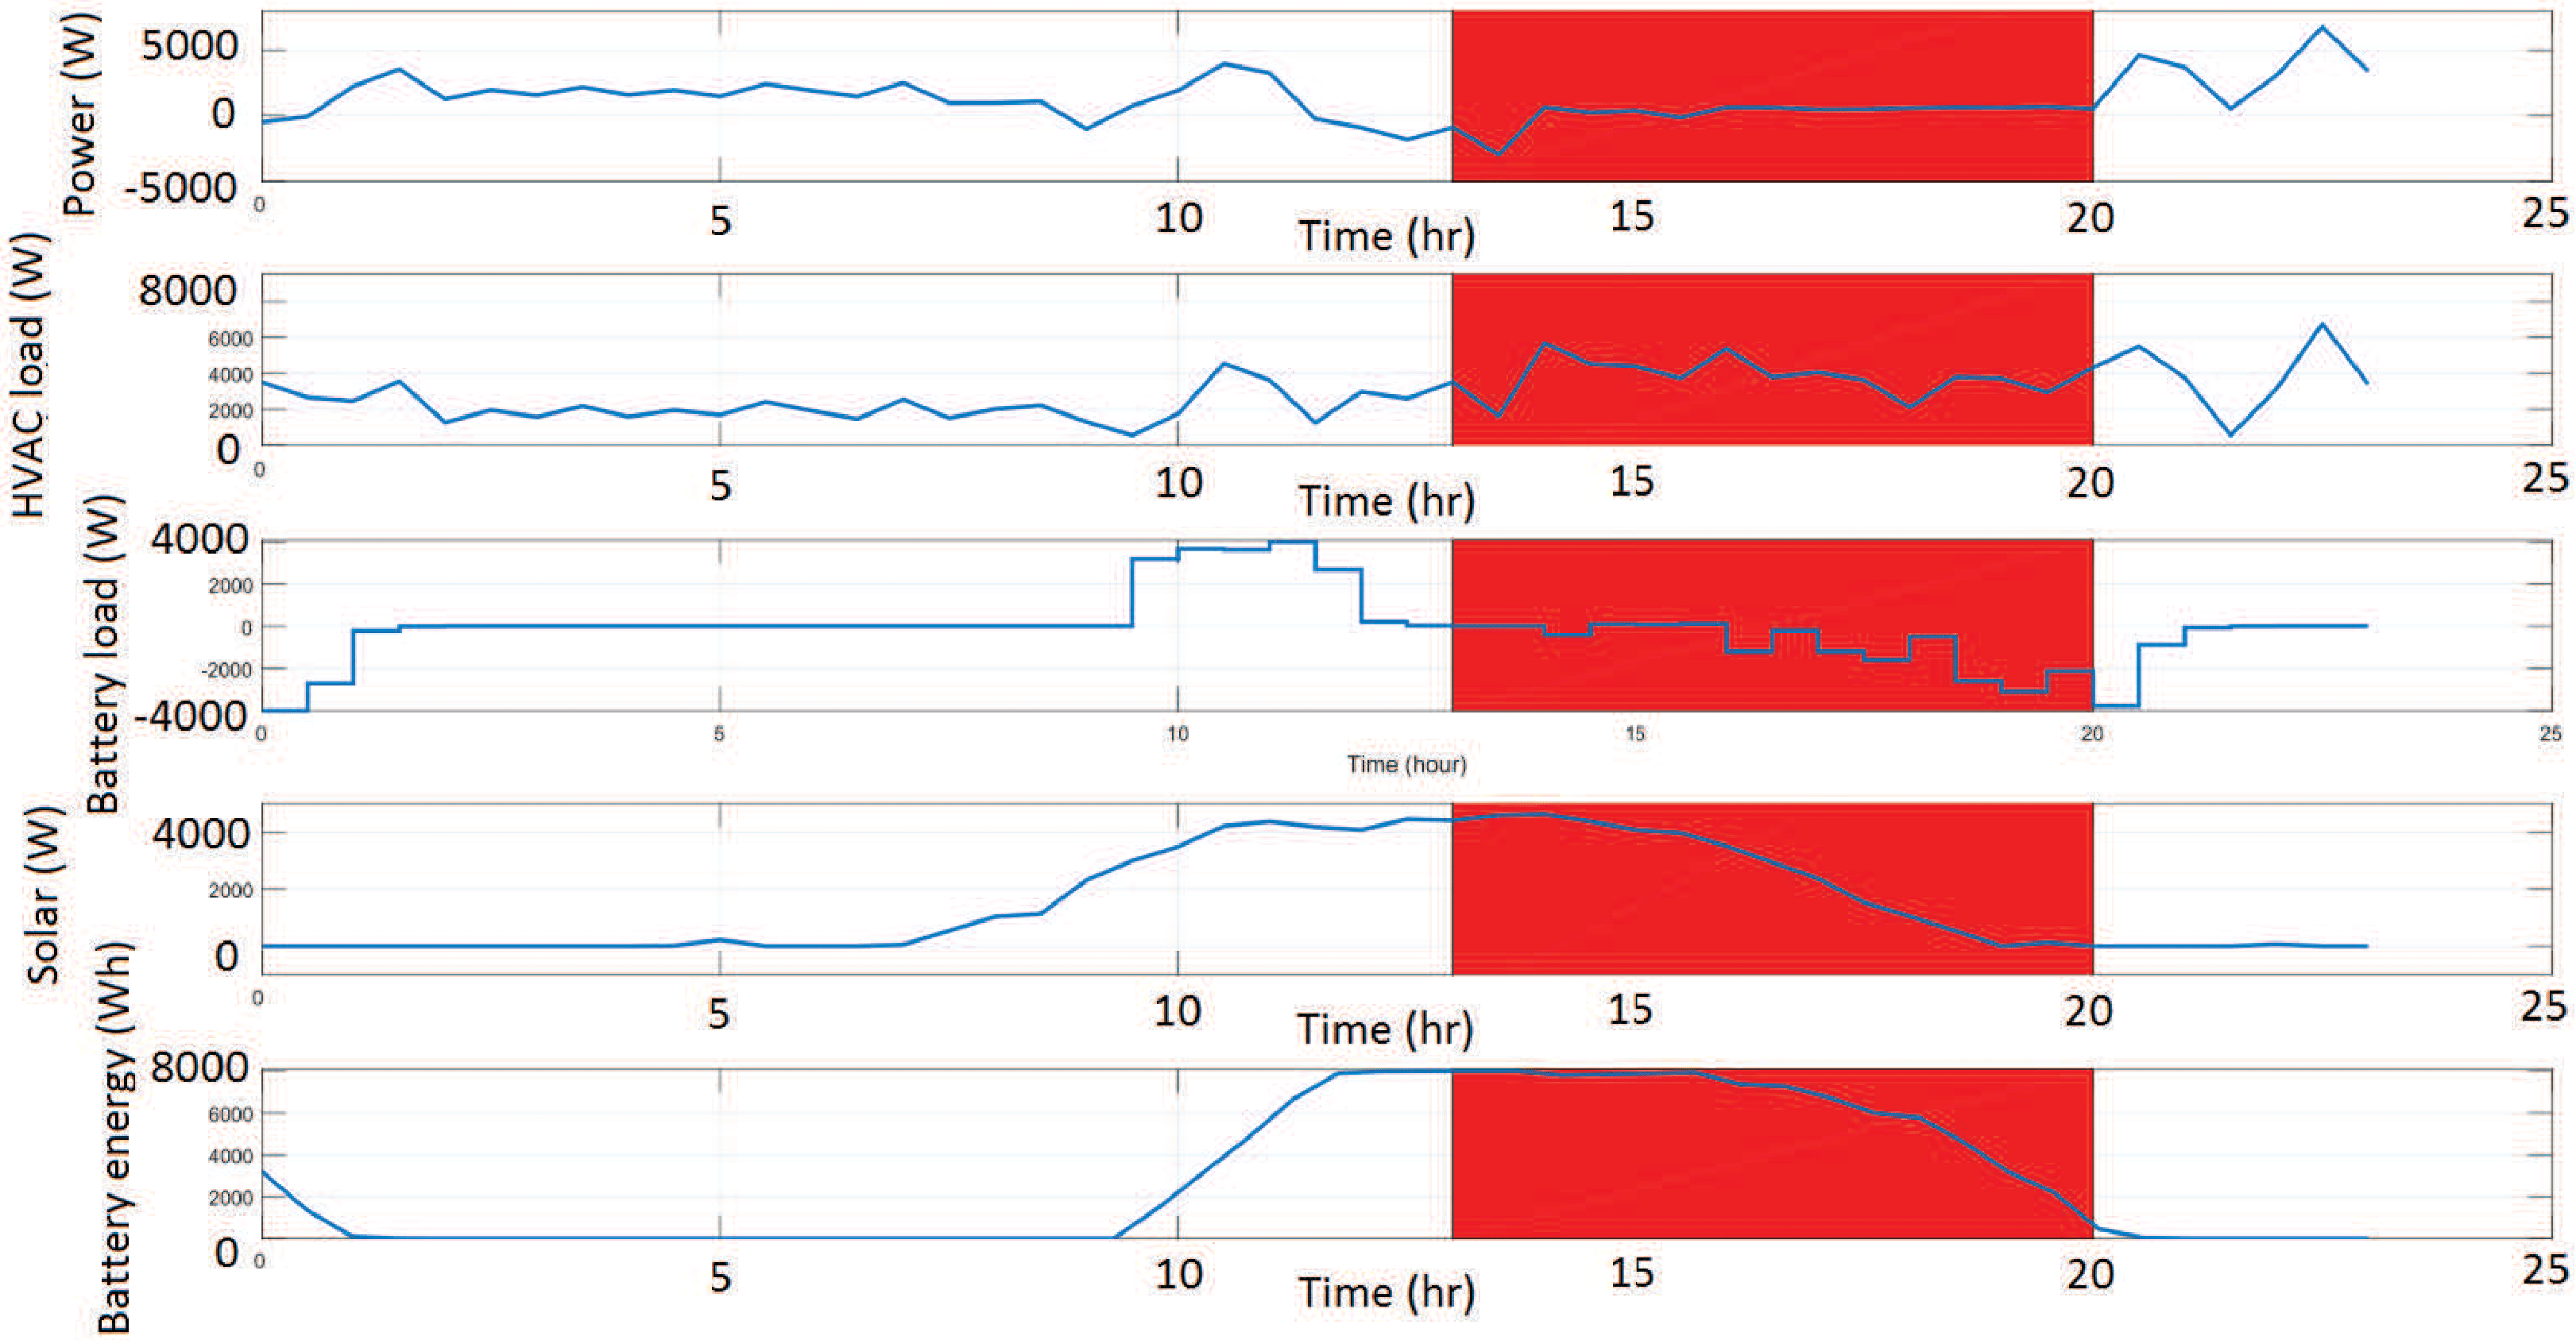 Power (W)
5000
0
-5000
0 5 10 15 20 25
Time (hr)
HVAC load (W)
8000
6000
4000
2000
0
0 5 10 15 20 25
Time (hr)
Battery load (W)
4000
2000
0
-2000
-4000
0 5 10 15 20 25
Time (hour)
Solar (W)
4000
2000
0
0 5 10 15 20 25
Time (hr)
Battery energy (Wh)
8000
6000
4000
2000
0
0 5 10 15 20 25
Time (hr)